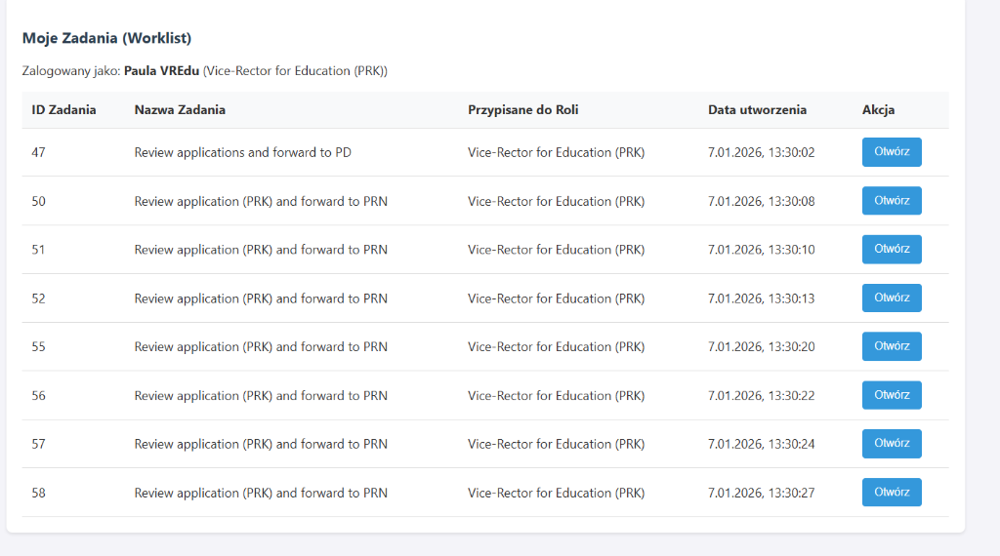 Moje Zadania (Worklist)
Zalogowany jako: Paula VREdu (Vice-Rector for Education (PRK))
ID Zadania Nazwa Zadania Przypisane do Roli Data utworzenia Akcja
47 Review applications and forward to PD Vice-Rector for Education (PRK) 7.01.2026, 13:30:02 Otwórz
50 Review application (PRK) and forward to PRN Vice-Rector for Education (PRK) 7.01.2026, 13:30:08 Otwórz
51 Review application (PRK) and forward to PRN Vice-Rector for Education (PRK) 7.01.2026, 13:30:10 Otwórz
52 Review application (PRK) and forward to PRN Vice-Rector for Education (PRK) 7.01.2026, 13:30:13 Otwórz
55 Review application (PRK) and forward to PRN Vice-Rector for Education (PRK) 7.01.2026, 13:30:20 Otwórz
56 Review application (PRK) and forward to PRN Vice-Rector for Education (PRK) 7.01.2026, 13:30:22 Otwórz
57 Review application (PRK) and forward to PRN Vice-Rector for Education (PRK) 7.01.2026, 13:30:24 Otwórz
58 Review application (PRK) and forward to PRN Vice-Rector for Education (PRK) 7.01.2026, 13:30:27 Otwórz